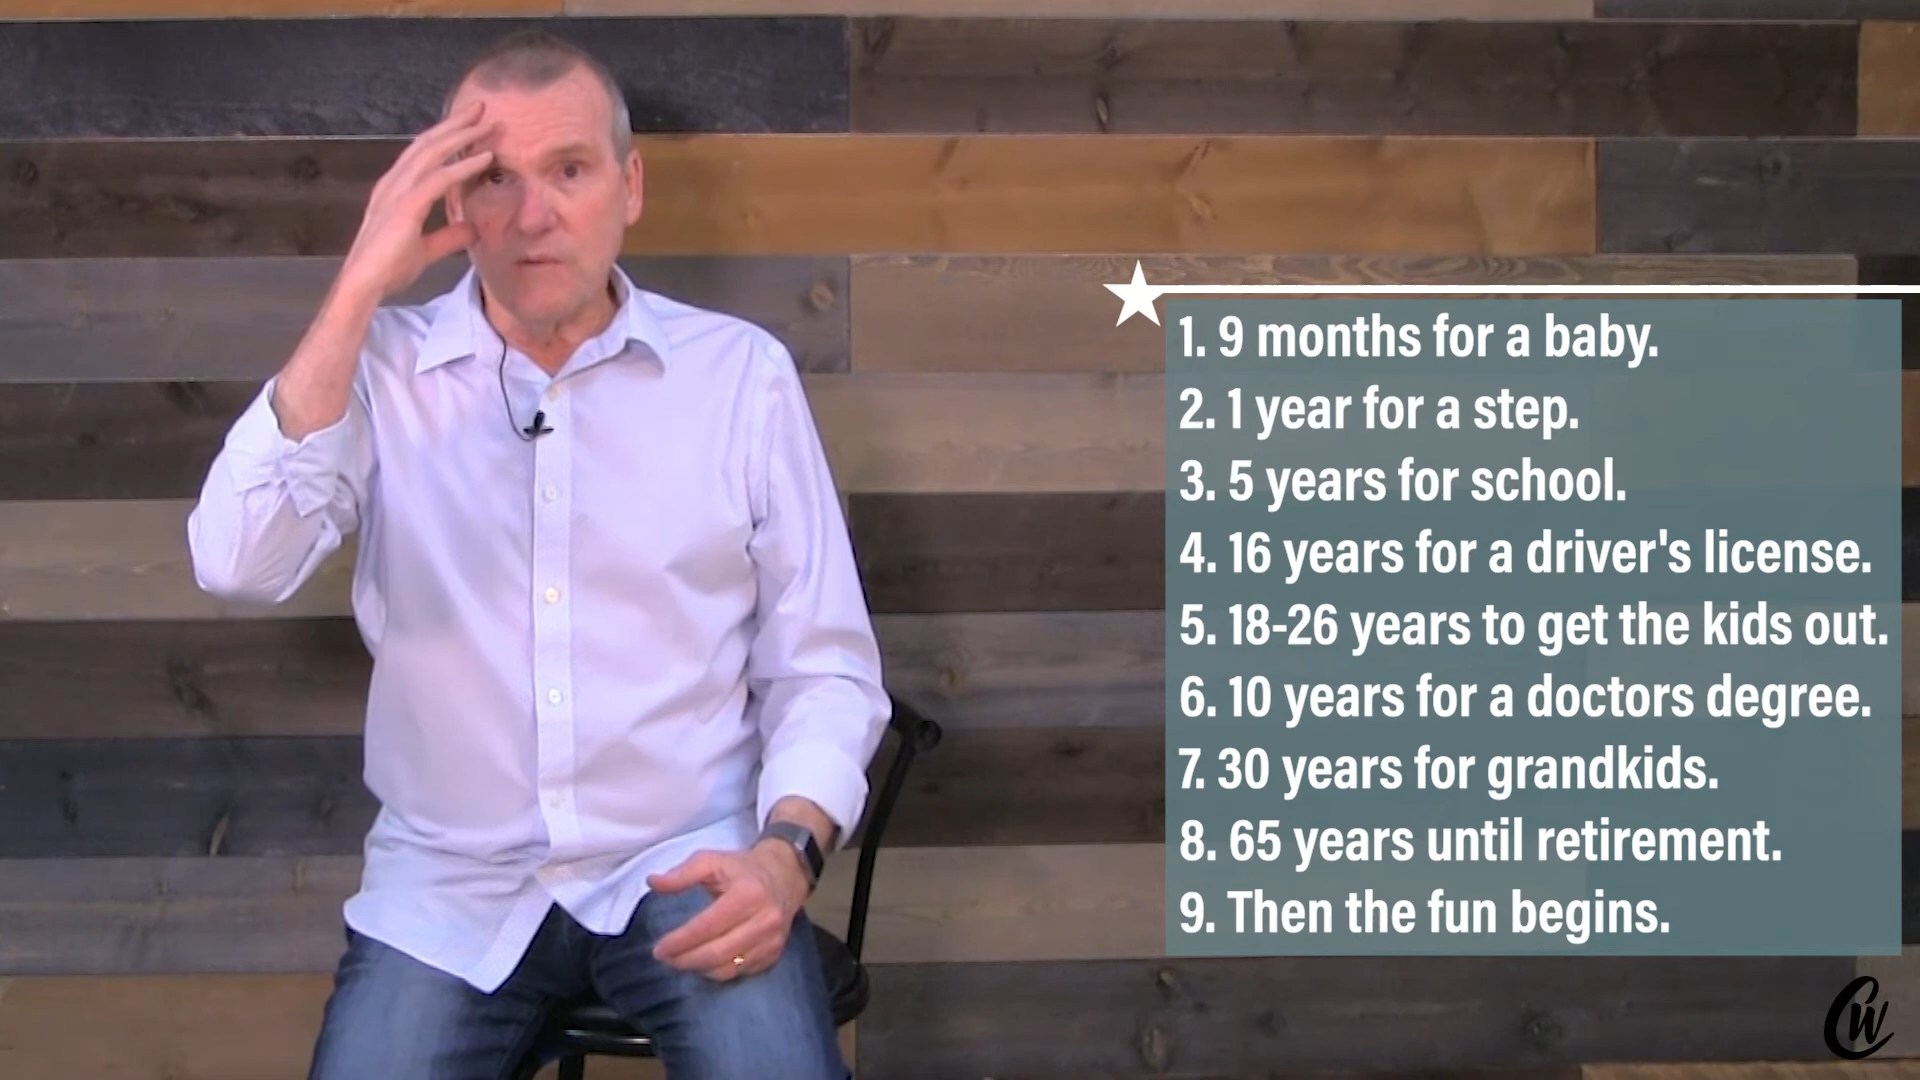 1. 9 months for a baby.
2. 1 year for a step.
3. 5 years for school.
4. 16 years for a driver's license.
5. 18-26 years to get the kids out.
6. 10 years for a doctors degree.
7. 30 years for grandkids.
8. 65 years until retirement.
9. Then the fun begins.
CW